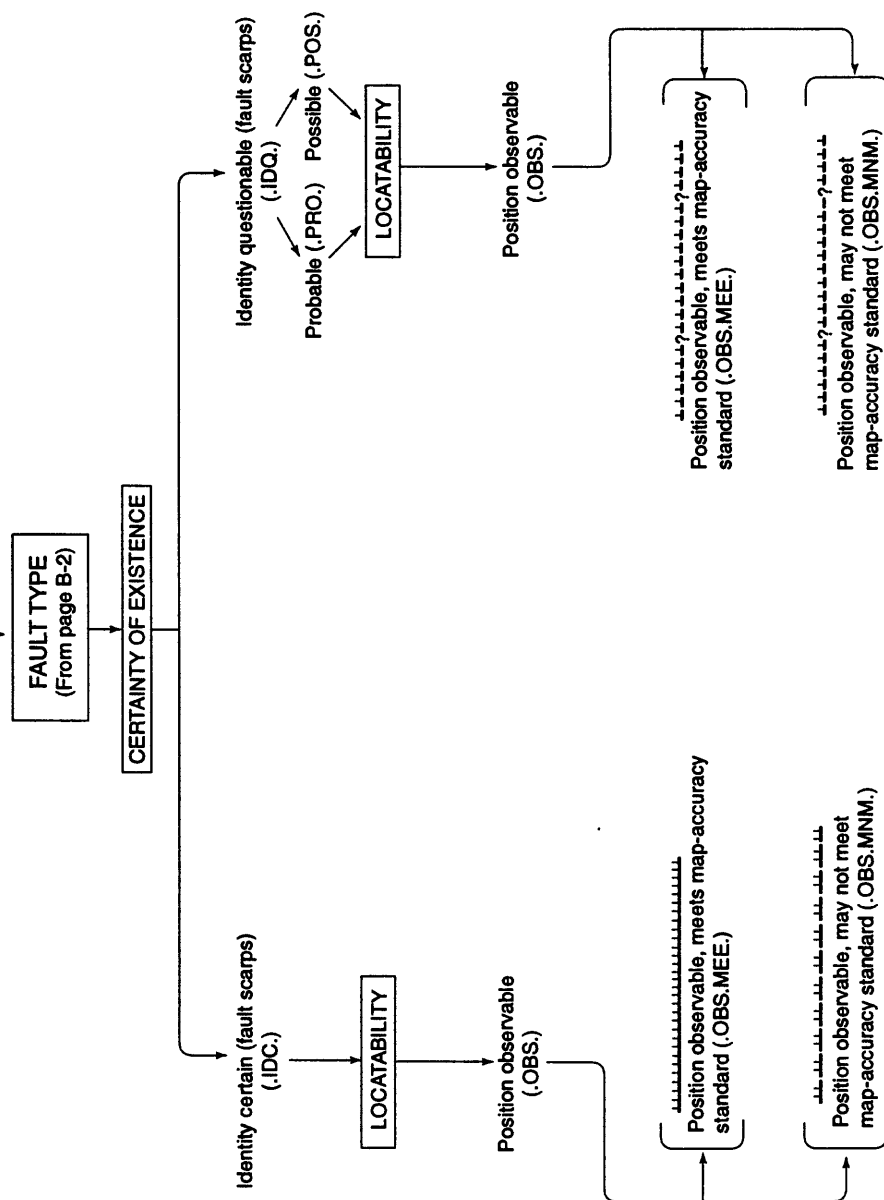 FAULT TYPE
(From page B-2)
CERTAINTY OF EXISTENCE
Identity certain (fault scarps)
(.IDC.)
LOCATABILITY
Position observable
(.OBS.)
Position observable, meets map-accuracy
standard (.OBS.MEE.)
Position observable, may not meet
map-accuracy standard (.OBS.MNM.)
Identity questionable (fault scarps)
(.IDQ.)
Probable (.PRO.) Possible (.POS.)
LOCATABILITY
Position observable
(.OBS.)
? ?
Position observable, meets map-accuracy
standard (.OBS.MEE.)
? ?
Position observable, may not meet
map-accuracy standard (.OBS.MNM.)